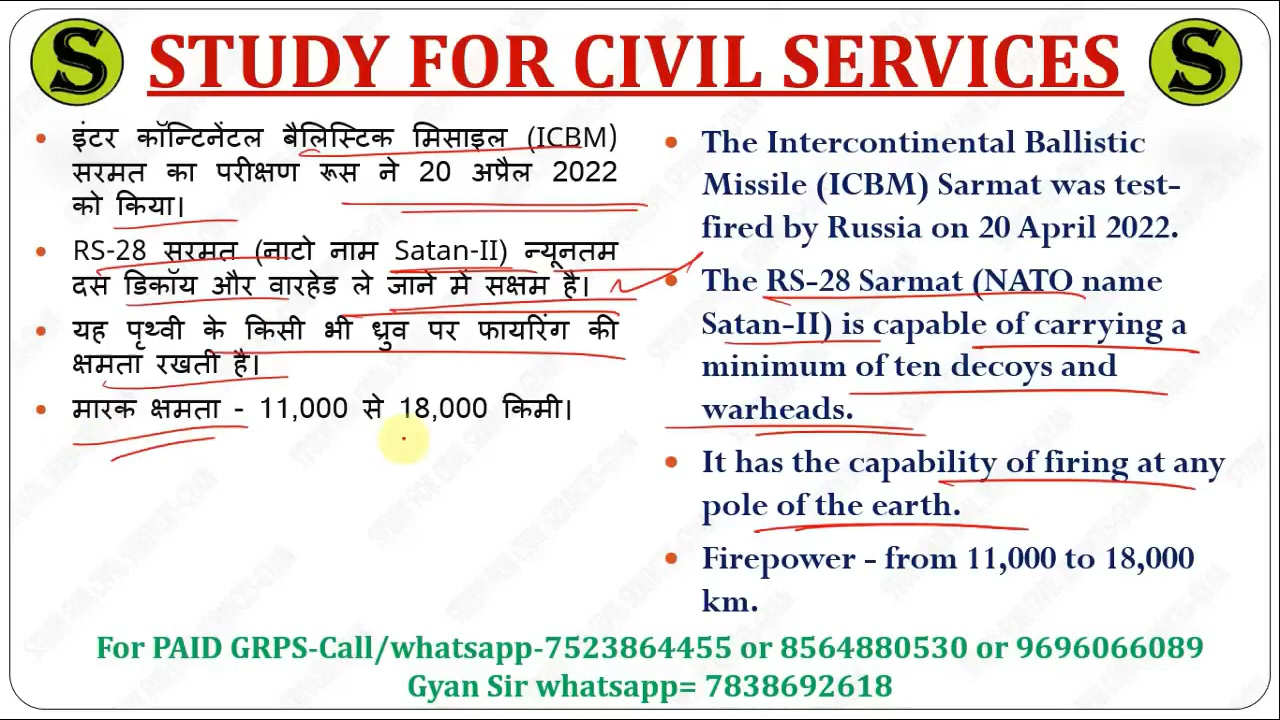 S STUDY FOR CIVIL SERVICES S
• इंटर कॉन्टिनेंटल बैलिस्टिक मिसाइल (ICBM)
सरमत का परीक्षण रूस ने 20 अप्रैल 2022
को किया।
• RS-28 सरमत (नाटो नाम Satan-II) न्यूनतम
दस डिकॉय और वारहेड ले जाने में सक्षम है।
• यह पृथ्वी के किसी भी ध्रुव पर फायरिंग की
क्षमता रखती है।
• मारक क्षमता - 11,000 से 18,000 किमी।
• The Intercontinental Ballistic
Missile (ICBM) Sarmat was test-
fired by Russia on 20 April 2022.
• The RS-28 Sarmat (NATO name
Satan-II) is capable of carrying a
minimum of ten decoys and
warheads.
• It has the capability of firing at any
pole of the earth.
• Firepower - from 11,000 to 18,000
km.
For PAID GRPS-Call/whatsapp-7523864455 or 8564880530 or 9696066089
Gyan Sir whatsapp= 7838692618